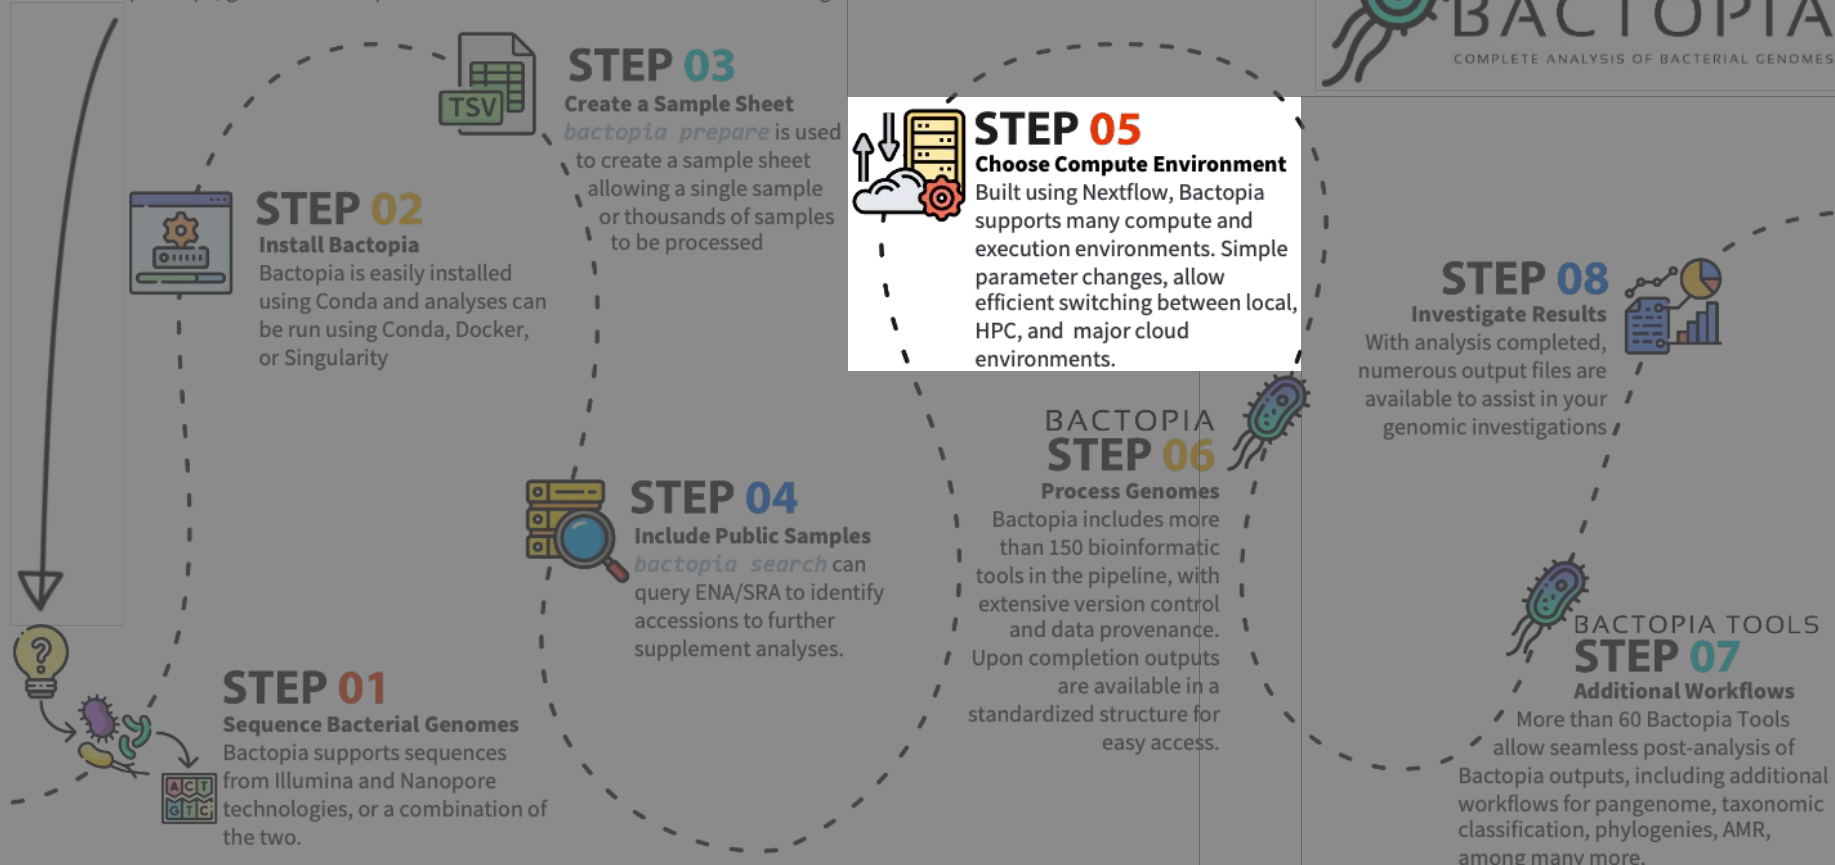 BACTOPIA
COMPLETE ANALYSIS OF BACTERIAL GENOMES
STEP 01
Sequence Bacterial Genomes
Bactopia supports sequences
from Illumina and Nanopore
technologies, or a combination of
the two.
?
ACT
GTC
STEP 02
Install Bactopia
Bactopia is easily installed
using Conda and analyses can
be run using Conda, Docker,
or Singularity
TSV
STEP 03
Create a Sample Sheet
bactopia prepare is used
to create a sample sheet
allowing a single sample
or thousands of samples
to be processed
STEP 04
Include Public Samples
bactopia search can
query ENA/SRA to identify
accessions to further
supplement analyses.
STEP 05
Choose Compute Environment
Built using Nextflow, Bactopia
supports many compute and
execution environments. Simple
parameter changes, allow
efficient switching between local,
HPC, and major cloud
environments.
BACTOPIA
STEP 06
Process Genomes
Bactopia includes more
than 150 bioinformatic
tools in the pipeline, with
extensive version control
and data provenance.
Upon completion outputs
are available in a
standardized structure for
easy access.
BACTOPIA TOOLS
STEP 07
Additional Workflows
More than 60 Bactopia Tools
allow seamless post-analysis of
Bactopia outputs, including additional
workflows for pangenome, taxonomic
classification, phylogenies, AMR,
among many more.
STEP 08
Investigate Results
With analysis completed,
numerous output files are
available to assist in your
genomic investigations